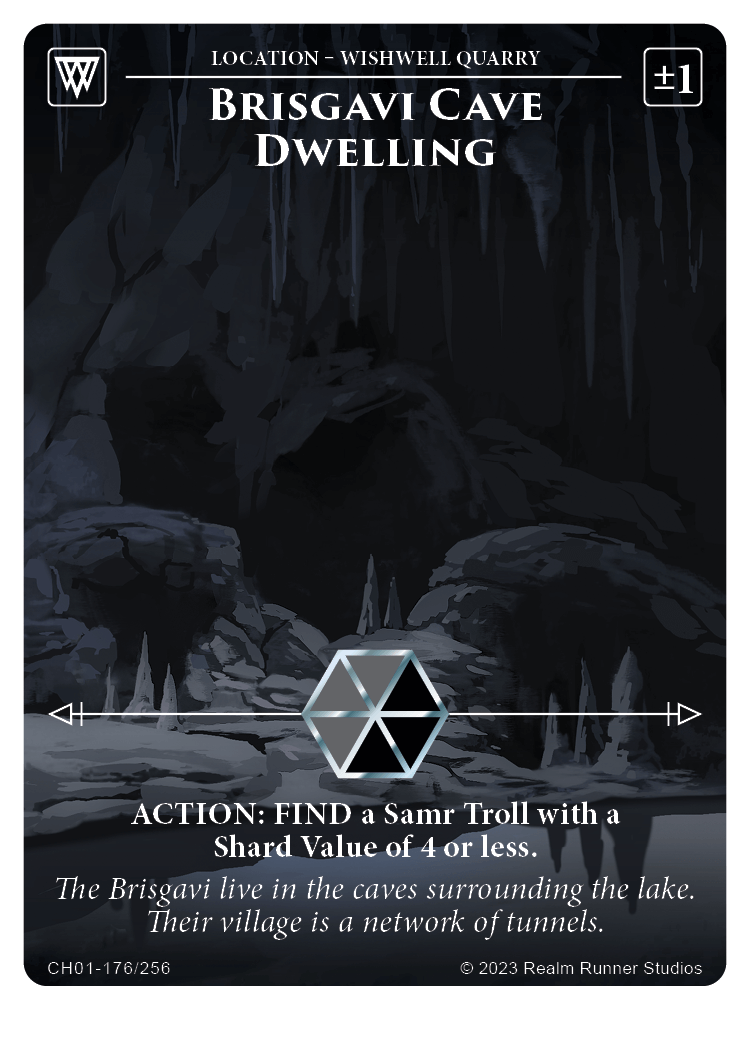 LOCATION – WISHWELL QUARRY
±1
BRISGAVI CAVE
DWELLING
ACTION: FIND a Samr Troll with a
Shard Value of 4 or less.
The Brisgavi live in the caves surrounding the lake.
Their village is a network of tunnels.
CH01-176/256
© 2023 Realm Runner Studios